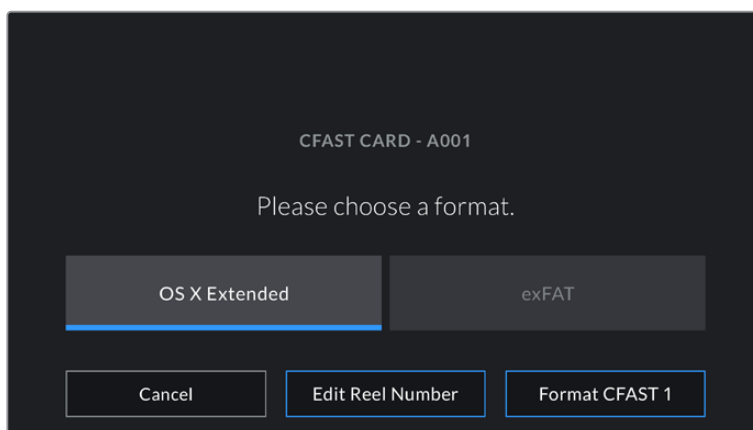 CFAST CARD - A001
Please choose a format.
OS X Extended
exFAT
Cancel
Edit Reel Number
Format CFAST 1